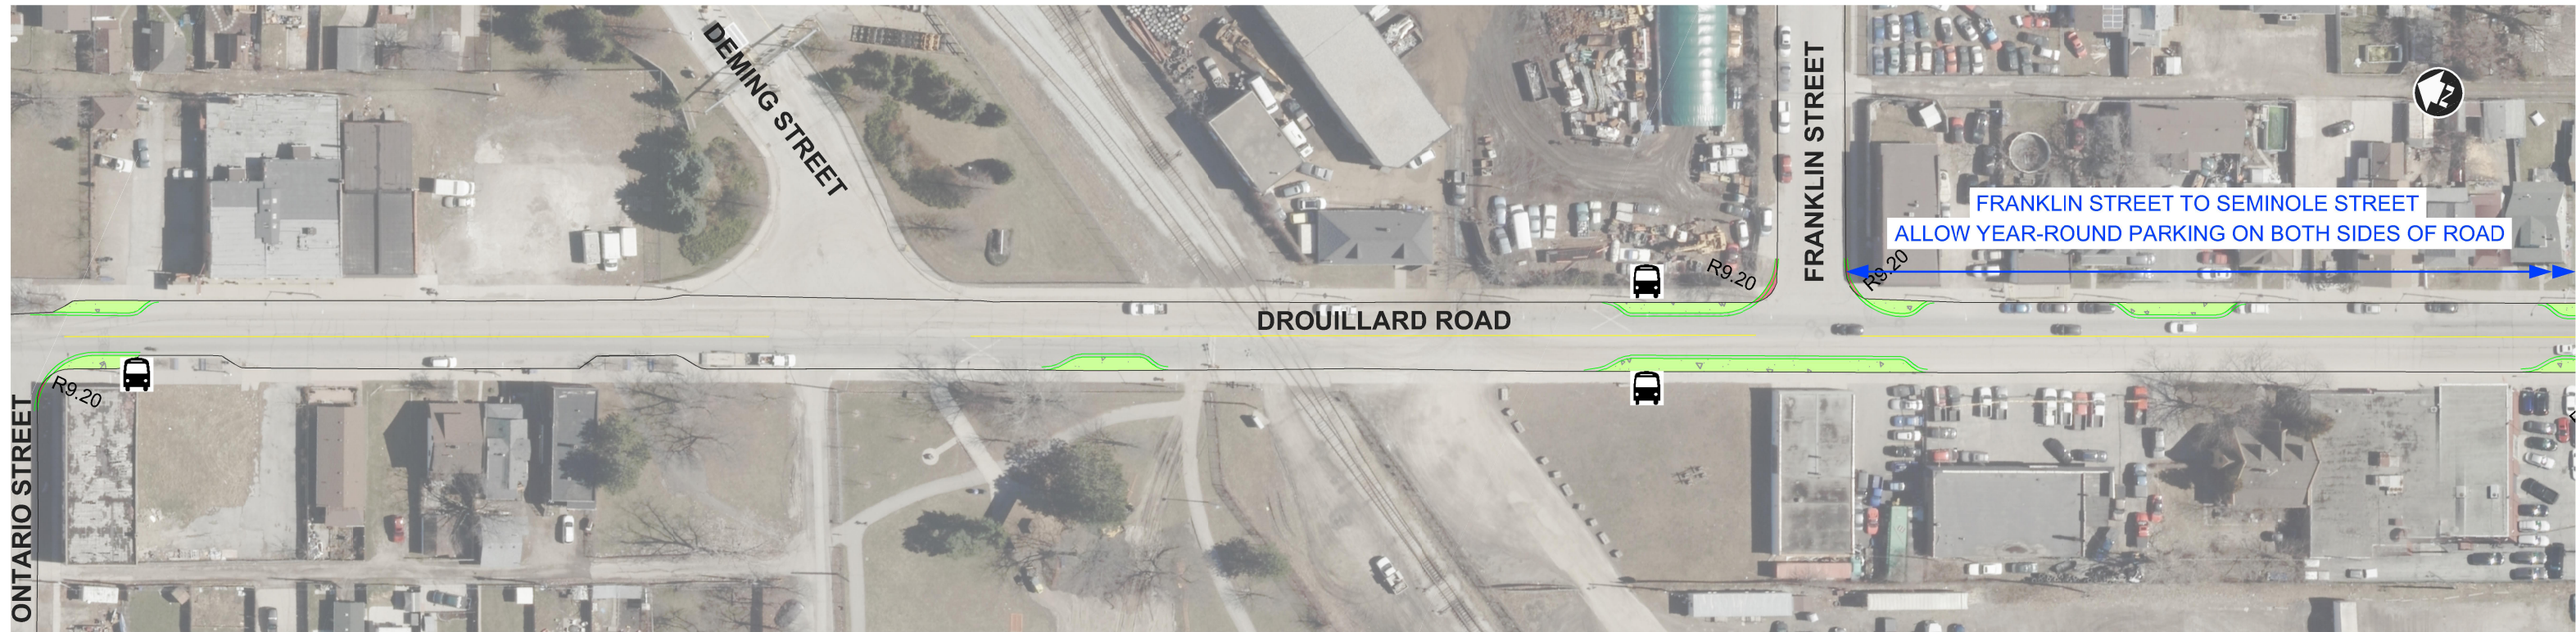 DEMING STREET
FRANKLIN STREET
Z
FRANKLIN STREET TO SEMINOLE STREET
ALLOW YEAR-ROUND PARKING ON BOTH SIDES OF ROAD
R9.20
R9.20
DROUILLARD ROAD
R9.20
ONTARIO STREET